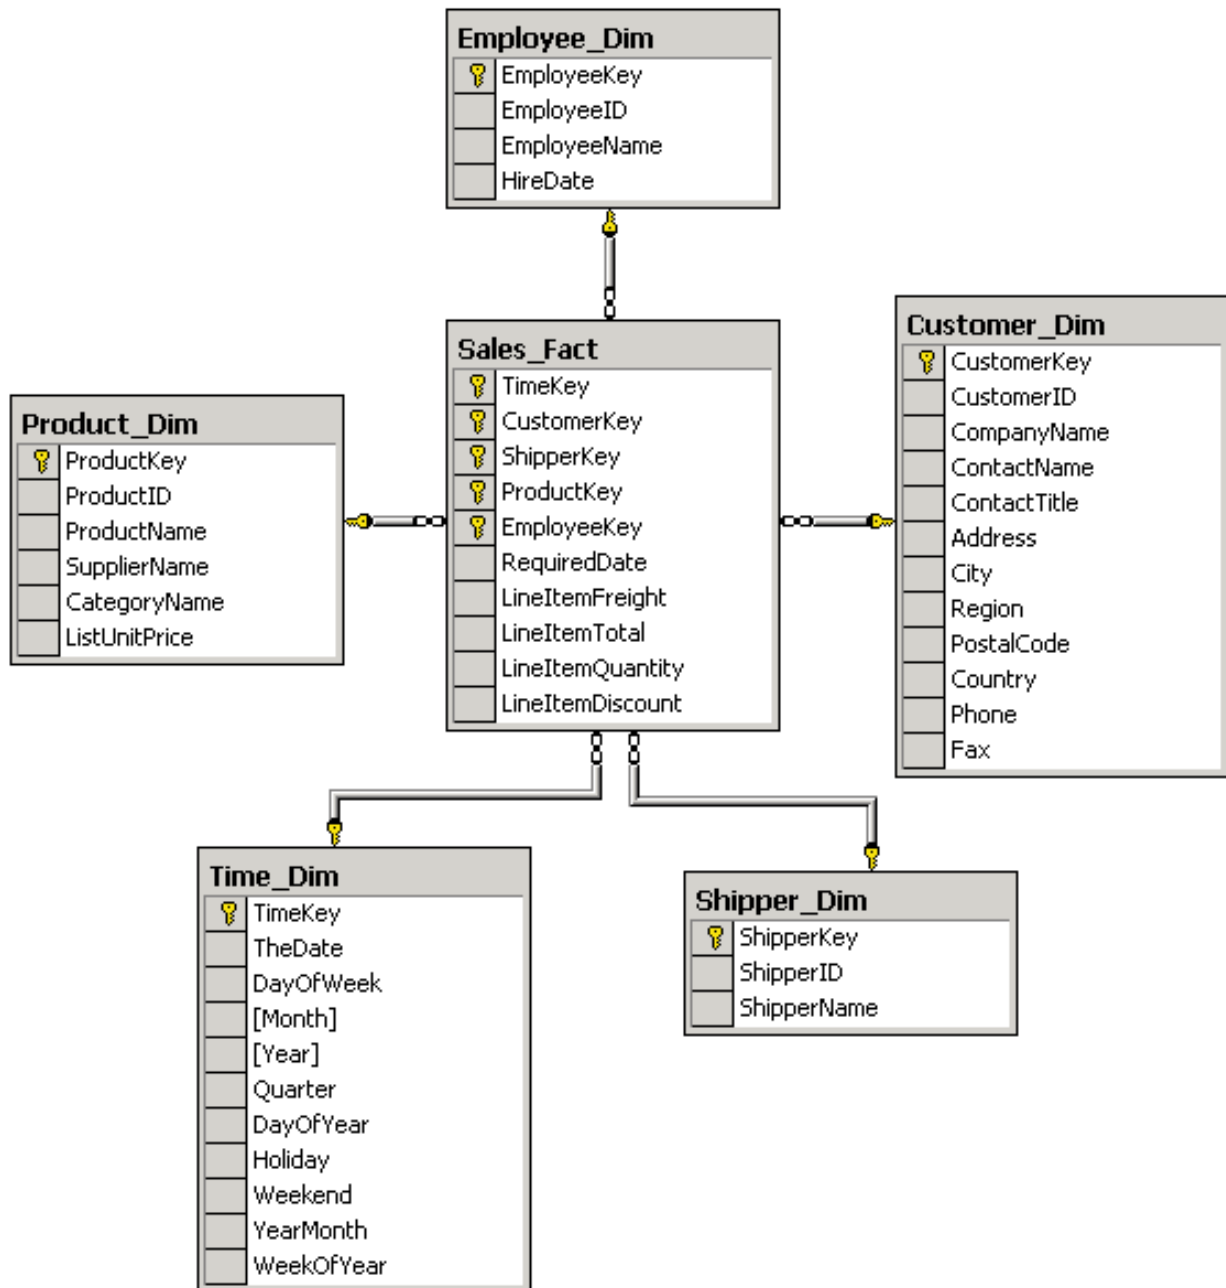 Employee_Dim
EmployeeKey
EmployeeID
EmployeeName
HireDate
Sales_Fact
TimeKey
CustomerKey
ShipperKey
ProductKey
EmployeeKey
RequiredDate
LineItemFreight
LineItemTotal
LineItemQuantity
LineItemDiscount
Customer_Dim
CustomerKey
CustomerID
CompanyName
ContactName
ContactTitle
Address
City
Region
PostalCode
Country
Phone
Fax
Product_Dim
ProductKey
ProductID
ProductName
SupplierName
CategoryName
ListUnitPrice
Time_Dim
TimeKey
TheDate
DayOfWeek
[Month]
[Year]
Quarter
DayOfYear
Holiday
Weekend
YearMonth
WeekOfYear
Shipper_Dim
ShipperKey
ShipperID
ShipperName